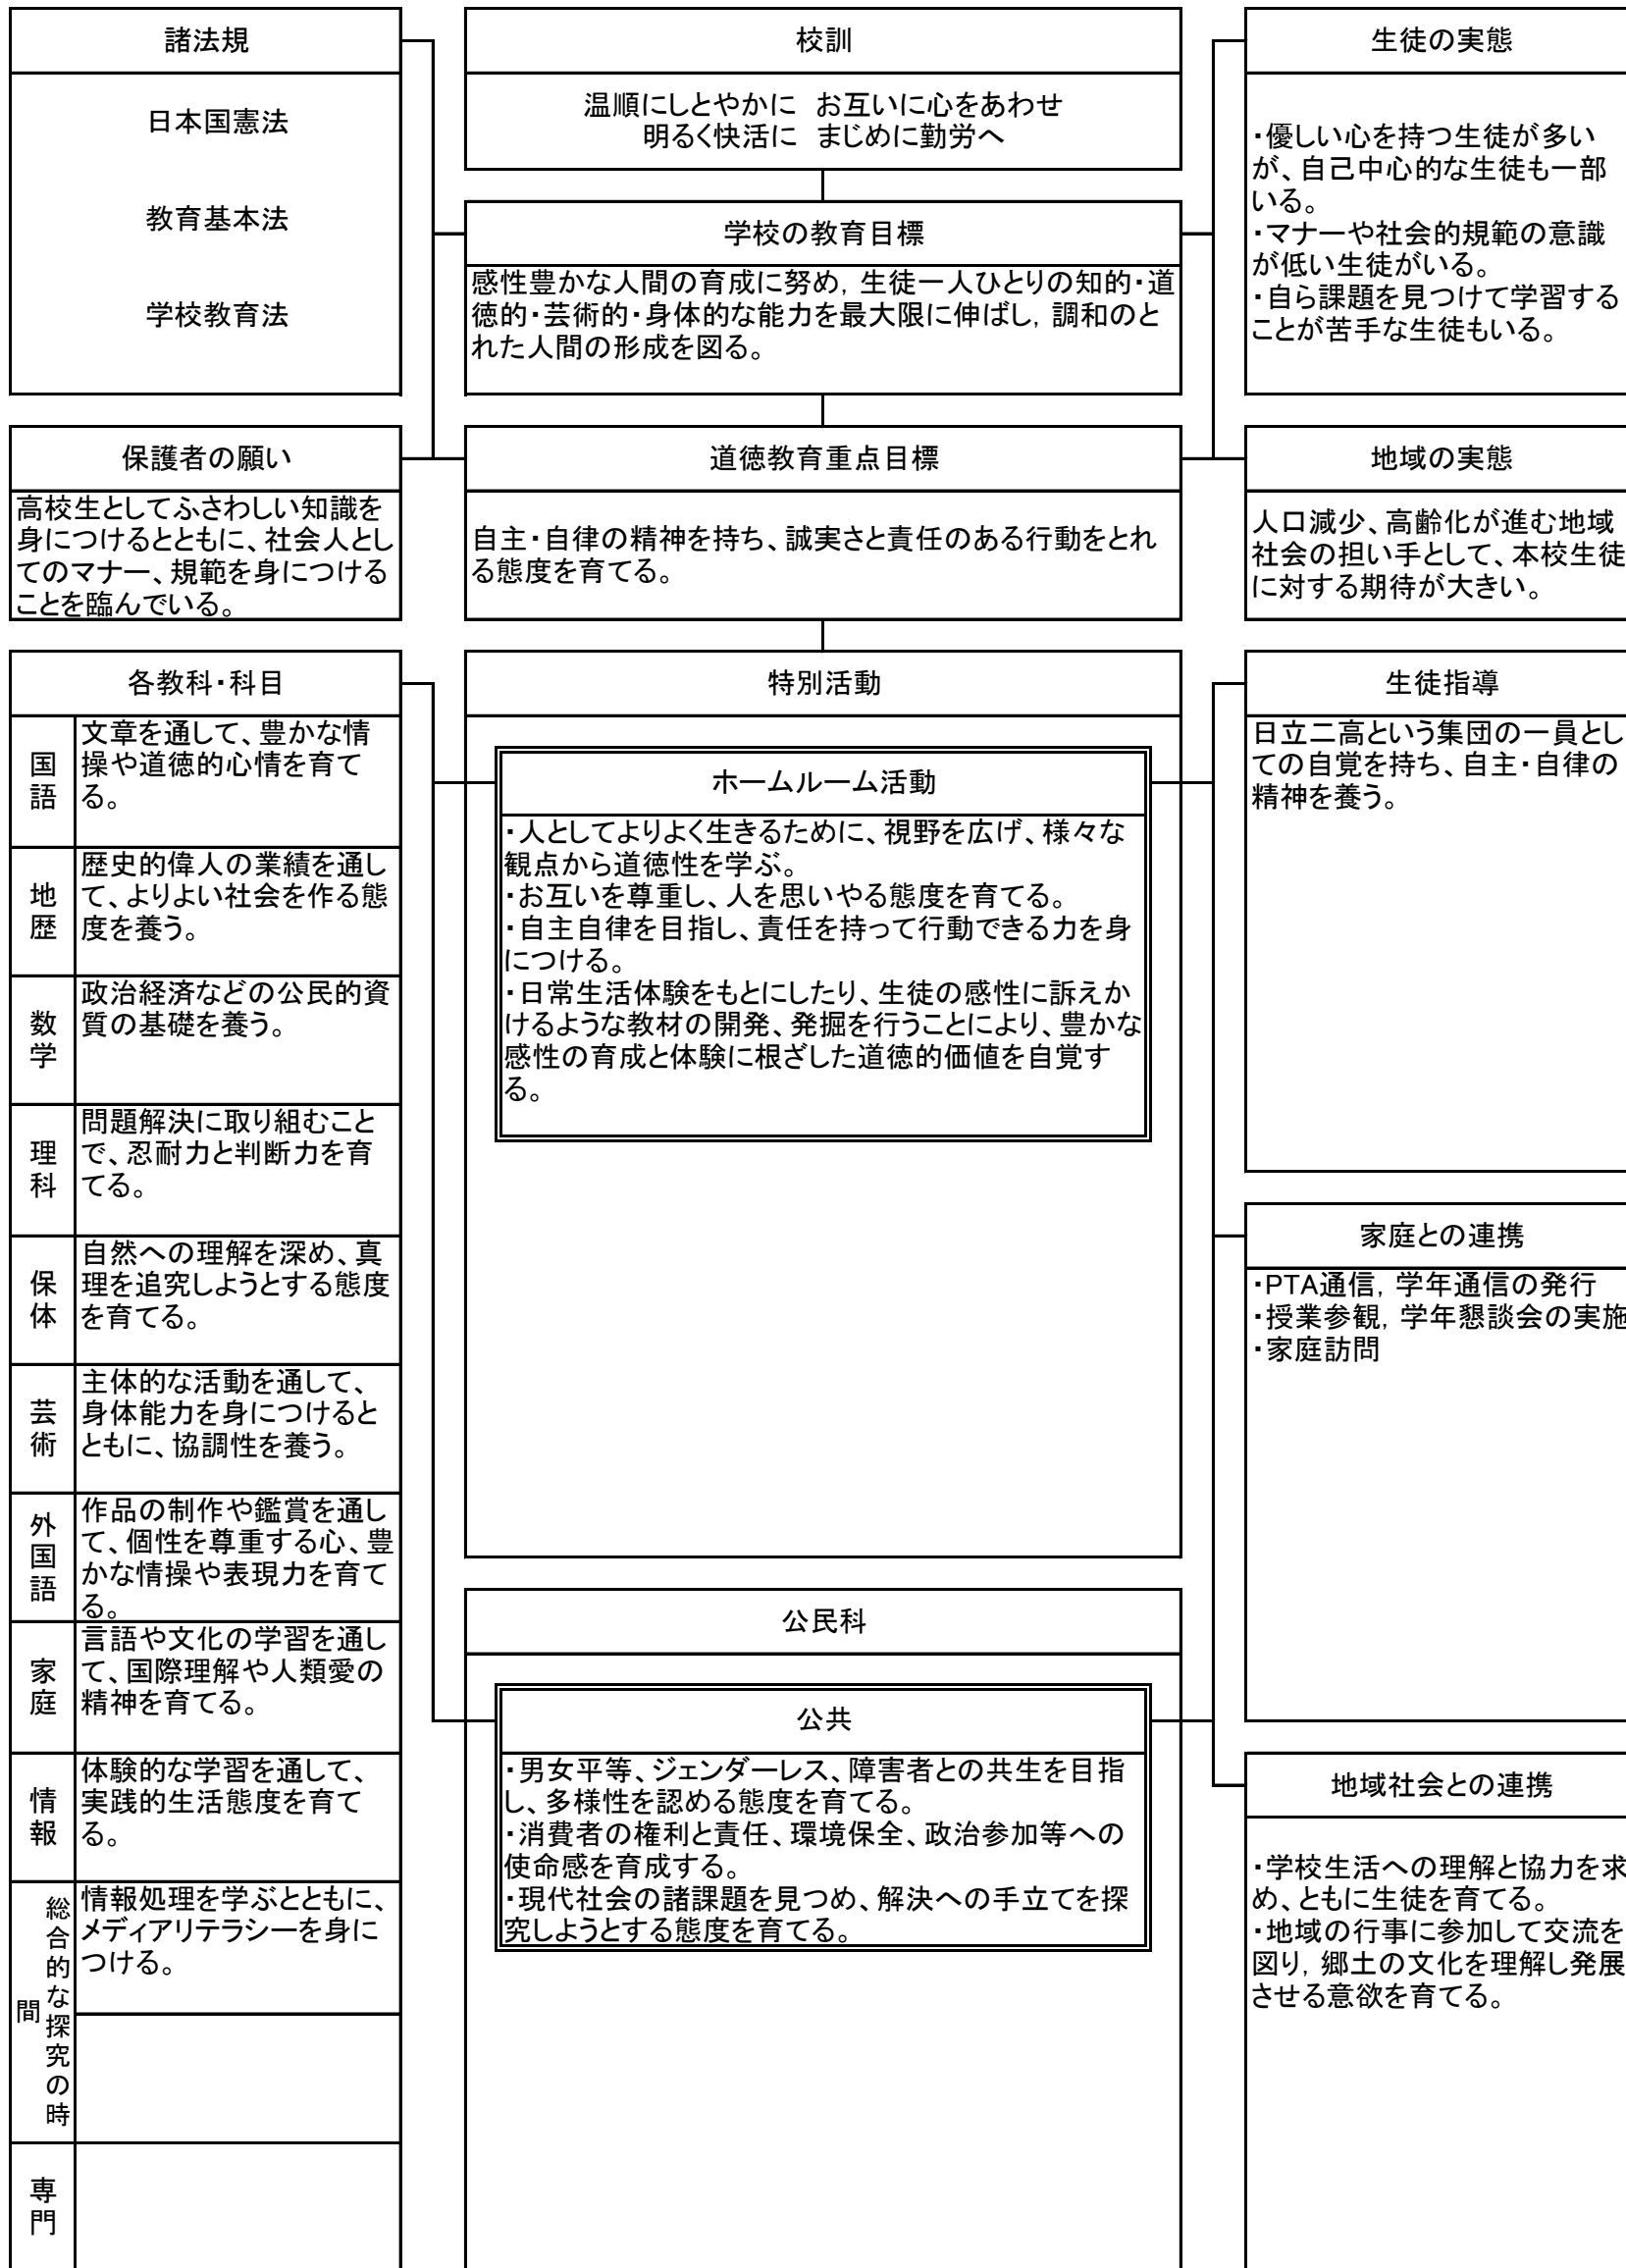 諸法規
日本国憲法
教育基本法
学校教育法
校訓
温順にしとやかに お互いに心をあわせ
明るく快活に まじめに勤労へ
学校の教育目標
感性豊かな人間の育成に努め，生徒一人ひとりの知的・道
徳的・芸術的・身体的な能力を最大限に伸ばし，調和のと
れた人間の形成を図る。
生徒の実態
・優しい心を持つ生徒が多い
が、自己中心的な生徒も一部
いる。
・マナーや社会的規範の意識
が低い生徒がいる。
・自ら課題を見つけて学習する
ことが苦手な生徒もいる。
保護者の願い
高校生としてふさわしい知識を
身につけるとともに、社会人とし
てのマナー、規範を身につける
ことを臨んでいる。
道徳教育重点目標
自主・自律の精神を持ち、誠実さと責任のある行動をとれ
る態度を育てる。
地域の実態
人口減少、高齢化が進む地域
社会の担い手として、本校生徒
に対する期待が大きい。
各教科・科目
国語
文章を通して、豊かな情
操や道徳的心情を育て
る。
地歴
歴史的偉人の業績を通し
て、よりよい社会を作る態
度を養う。
数学
政治経済などの公民的資
質の基礎を養う。
理科
問題解決に取り組むこと
で、忍耐力と判断力を育
てる。
保体
自然への理解を深め、真
理を追究しようとする態度
を育てる。
芸術
主体的な活動を通して、
身体能力を身につけると
ともに、協調性を養う。
外国語
作品の制作や鑑賞を通し
て、個性を尊重する心、豊
かな情操や表現力を育て
る。
家庭
言語や文化の学習を通し
て、国際理解や人類愛の
精神を育てる。
情報
体験的な学習を通して、
実践的生活態度を育て
る。
総合的な探究の時
間
情報処理を学ぶとともに、
メディアリテラシーを身に
つける。
専門
特別活動
ホームルーム活動
・人としてよりよく生きるために、視野を広げ、様々な
観点から道徳性を学ぶ。
・お互いを尊重し、人を思いやる態度を育てる。
・自主自律を目指し、責任を持って行動できる力を身
につける。
・日常生活体験をもとにしたり、生徒の感性に訴えか
けるような教材の開発、発掘を行うことにより、豊かな
感性の育成と体験に根ざした道徳的価値を自覚す
る。
公民科
公共
・男女平等、ジェンダーレス、障害者との共生を目指
し、多様性を認める態度を育てる。
・消費者の権利と責任、環境保全、政治参加等への
使命感を育成する。
・現代社会の諸課題を見つめ、解決への手立てを探
究しようとする態度を育てる。
生徒指導
日立二高という集団の一員とし
ての自覚を持ち、自主・自律の
精神を養う。
家庭との連携
・PTA通信，学年通信の発行
・授業参観，学年懇談会の実施
・家庭訪問
地域社会との連携
・学校生活への理解と協力を求
め、ともに生徒を育てる。
・地域の行事に参加して交流を
図り，郷土の文化を理解し発展
させる意欲を育てる。